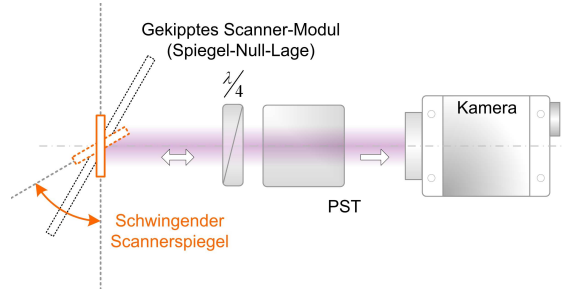 Gekipptes Scanner-Modul
(Spiegel-Null-Lage)
λ/4
Kamera
PST
Schwingender
Scannerspiegel